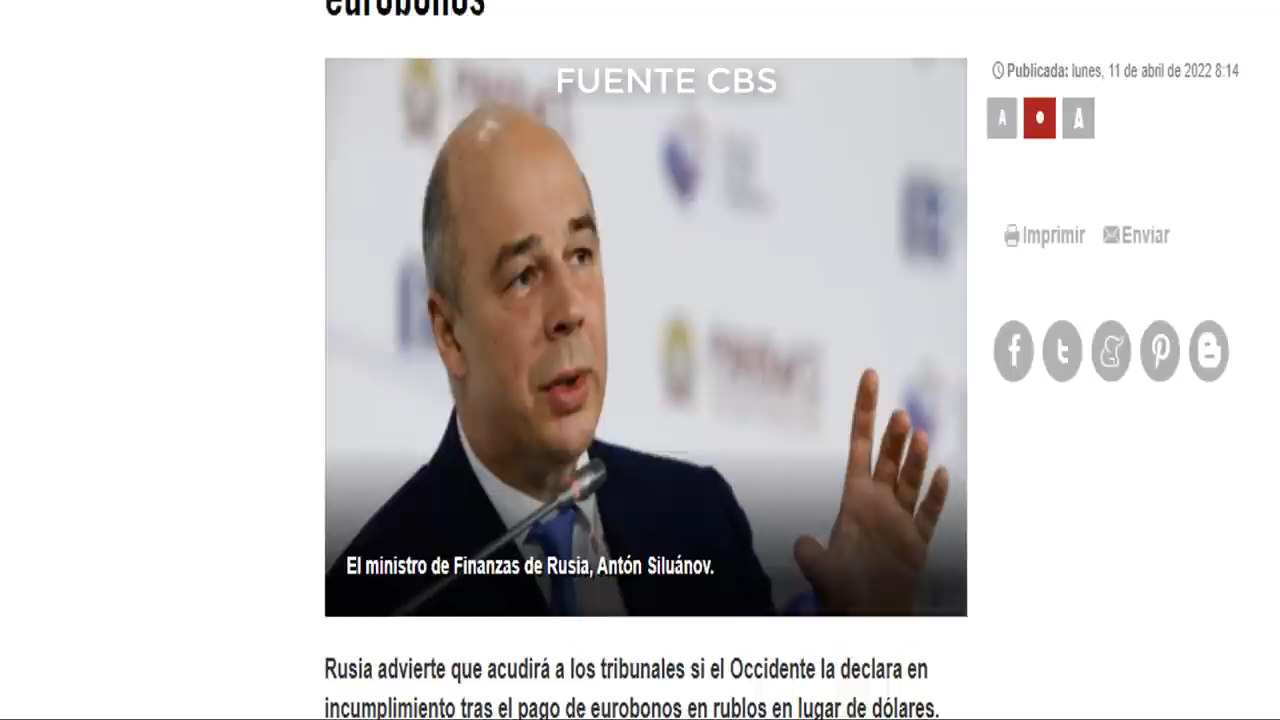 eurobonos
FUENTE CBS
Publicada: lunes, 11 de abril de 2022 8:14
A A
Imprimir Enviar
El ministro de Finanzas de Rusia, Antón Siluánov.
Rusia advierte que acudirá a los tribunales si el Occidente la declara en
incumplimiento tras el pago de eurobonos en rublos en lugar de dólares.